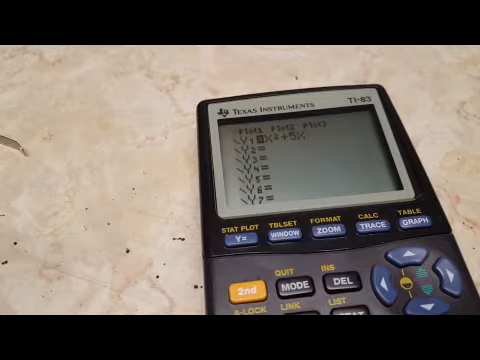 TEXAS INSTRUMENTS TI-83
Plot1 Plot2 Plot3
\Y1=X²+5X
\Y2=
\Y3=
\Y4=
\Y5=
\Y6=
\Y7=
STAT PLOT TBLSET FORMAT CALC TABLE
Y= WINDOW ZOOM TRACE GRAPH
QUIT INS
2nd MODE DEL
A-LOCK LINK LIST